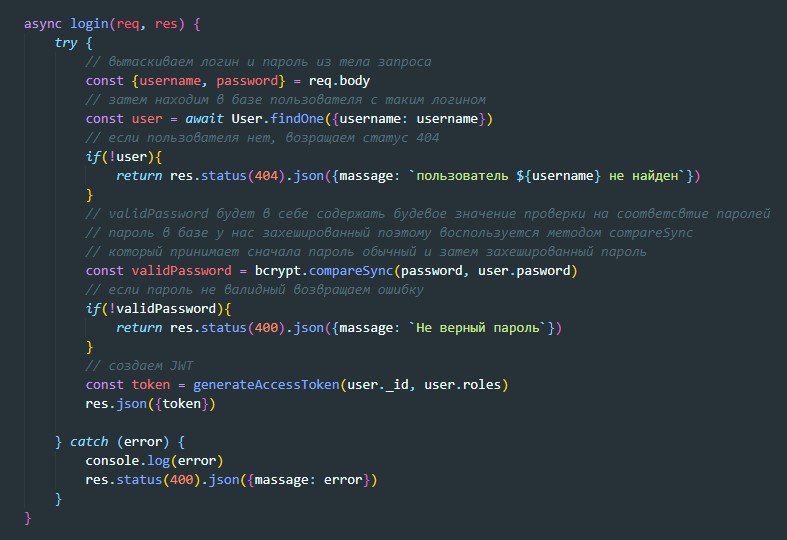 async login(req, res) {
try {
// вытаскиваем логин и пароль из тела запроса
const {username, password} = req.body
// затем находим в базе пользователя с таким логином
const user = await User.findOne({username: username})
// если пользователя нет, возращаем статус 404
if(!user){
return res.status(404).json({massage: `пользователь ${username} не найден`})
}
// validPassword будет в себе содержать будевое значение проверки на соответсвтие паролей
// пароль в базе у нас захешированный поэтому воспользуется методом compareSync
// который принимает сначала пароль обычный и затем захешированный пароль
const validPassword = bcrypt.compareSync(password, user.pasword)
// если пароль не валидный возвращаем ошибку
if(!validPassword){
return res.status(400).json({massage: `Не верный пароль`})
}
// создаем JWT
const token = generateAccessToken(user._id, user.roles)
res.json({token})
} catch (error) {
console.log(error)
res.status(400).json({massage: error})
}
}